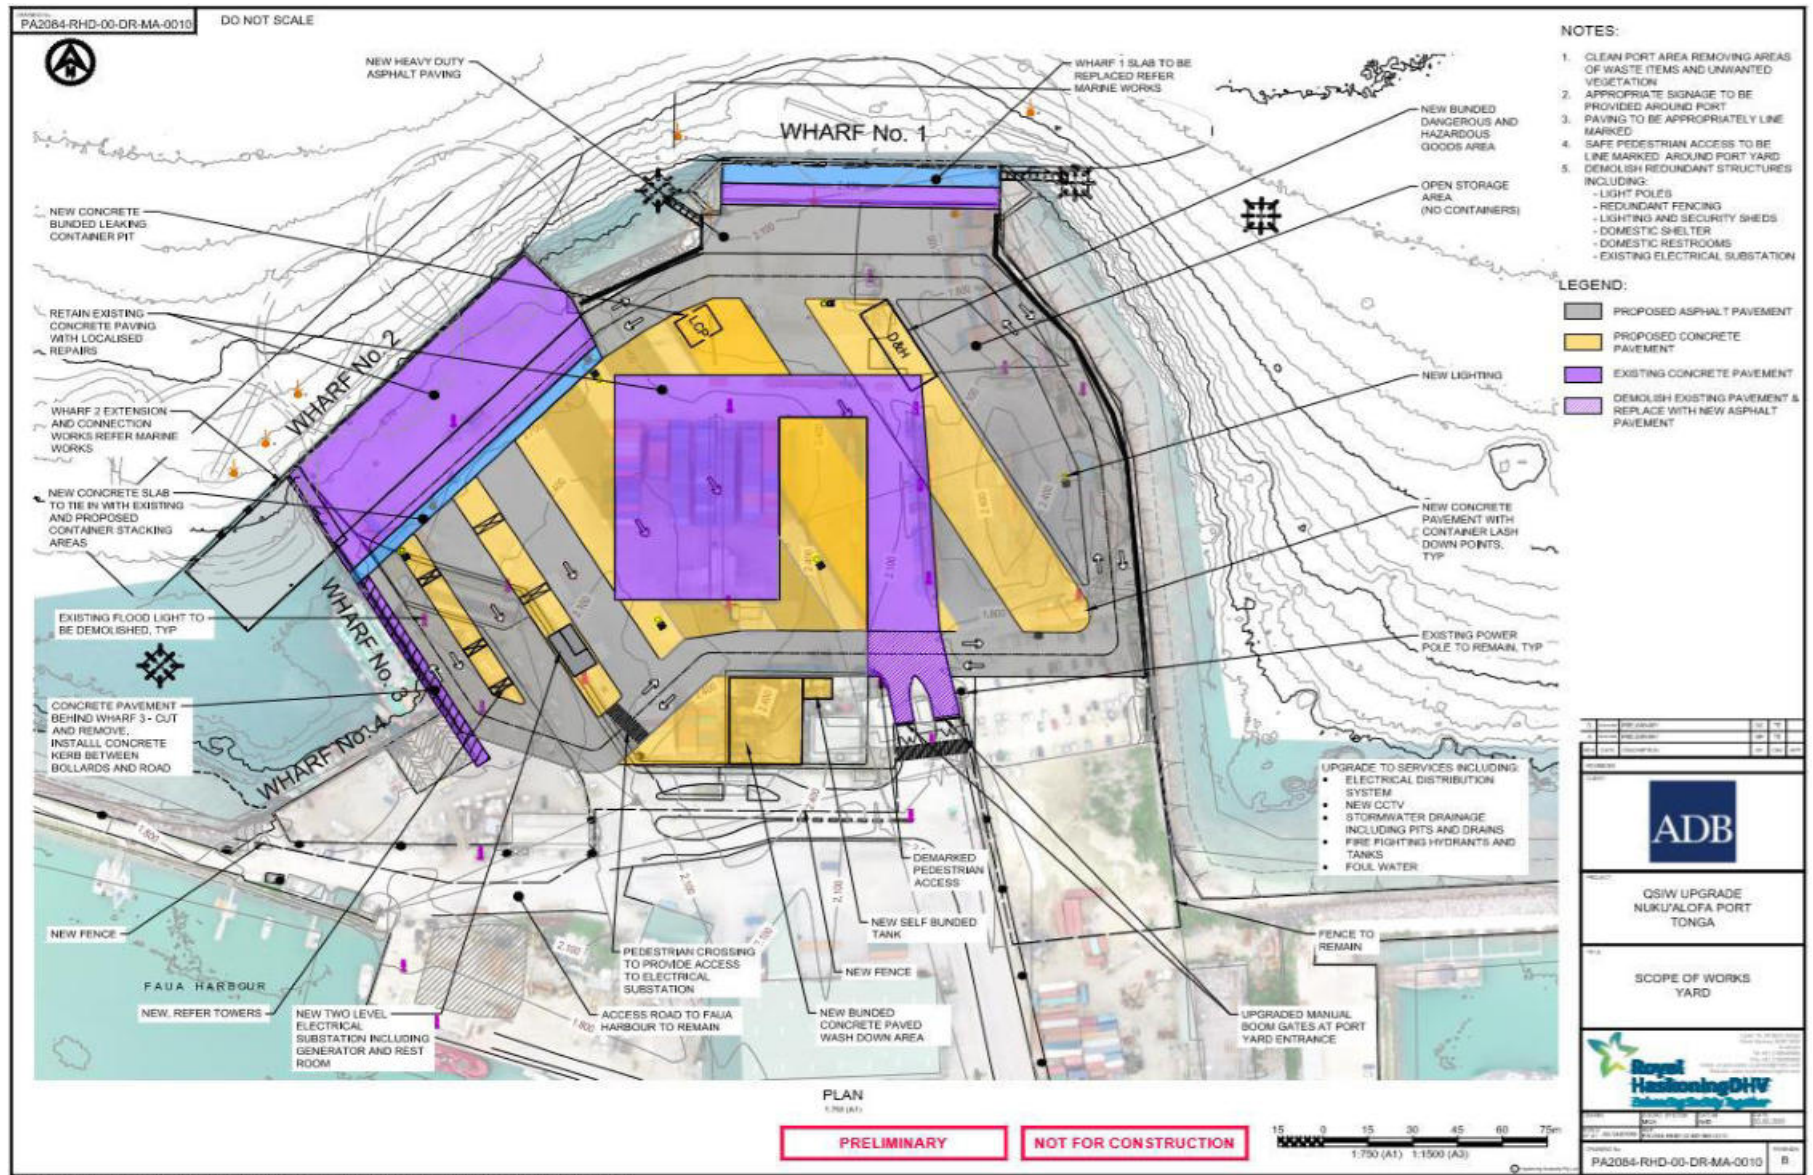 PA2084-RHD-00-DR-MA-0010
DO NOT SCALE
NEW HEAVY DUTY
ASPHALT PAVING
WHARF 1 SLAB TO BE
REPLACED REFER
MARINE WORKS
WHARF No. 1
NEW BUNDED
DANGEROUS AND
HAZARDOUS
GOODS AREA
OPEN STORAGE
AREA
(NO CONTAINERS)
NEW CONCRETE
BUNDED LEAKING
CONTAINER PIT
RETAIN EXISTING
CONCRETE PAVING
WITH LOCALISED
REPAIRS
WHARF No. 2
LCP
D&H
NEW LIGHTING
WHARF 2 EXTENSION
AND CONNECTION
WORKS REFER MARINE
WORKS
NEW CONCRETE SLAB
TO TIE IN WITH EXISTING
AND PROPOSED
CONTAINER STACKING
AREAS
NEW CONCRETE
PAVEMENT WITH
CONTAINER LASH
DOWN POINTS,
TYP
EXISTING FLOOD LIGHT TO
BE DEMOLISHED, TYP
WHARF No. 3
EXISTING POWER
POLE TO REMAIN, TYP
CONCRETE PAVEMENT
BEHIND WHARF 3 - CUT
AND REMOVE.
INSTALLL CONCRETE
KERB BETWEEN
BOLLARDS AND ROAD
WHARF No. 4
UPGRADE TO SERVICES INCLUDING:
• ELECTRICAL DISTRIBUTION
SYSTEM
• NEW CCTV
• STORMWATER DRAINAGE
INCLUDING PITS AND DRAINS
• FIRE FIGHTING HYDRANTS AND
TANKS
• FOUL WATER
DEMARKED
PEDESTRIAN
ACCESS
NEW SELF BUNDED
TANK
NEW FENCE
FENCE TO
REMAIN
PEDESTRIAN CROSSING
TO PROVIDE ACCESS
TO ELECTRICAL
SUBSTATION
NEW FENCE
FAUA HARBOUR
NEW, REFER TOWERS
NEW TWO LEVEL
ELECTRICAL
SUBSTATION INCLUDING
GENERATOR AND REST
ROOM
ACCESS ROAD TO FAUA
HARBOUR TO REMAIN
NEW BUNDED
CONCRETE PAVED
WASH DOWN AREA
UPGRADED MANUAL
BOOM GATES AT PORT
YARD ENTRANCE
PLAN
1:750 (A1)
PRELIMINARY
NOT FOR CONSTRUCTION
15 0 15 30 45 60 75m
1:750 (A1) 1:1500 (A3)
NOTES:
1. CLEAN PORT AREA REMOVING AREAS
OF WASTE ITEMS AND UNWANTED
VEGETATION
2. APPROPRIATE SIGNAGE TO BE
PROVIDED AROUND PORT
3. PAVING TO BE APPROPRIATELY LINE
MARKED
4. SAFE PEDESTRIAN ACCESS TO BE
LINE MARKED AROUND PORT YARD
5. DEMOLISH REDUNDANT STRUCTURES
INCLUDING:
- LIGHT POLES
- REDUNDANT FENCING
- LIGHTING AND SECURITY SHEDS
- DOMESTIC SHELTER
- DOMESTIC RESTROOMS
- EXISTING ELECTRICAL SUBSTATION
LEGEND:
PROPOSED ASPHALT PAVEMENT
PROPOSED CONCRETE
PAVEMENT
EXISTING CONCRETE PAVEMENT
DEMOLISH EXISTING PAVEMENT &
REPLACE WITH NEW ASPHALT
PAVEMENT
ADB
QSIW UPGRADE
NUKU'ALOFA PORT
TONGA
SCOPE OF WORKS
YARD
Royal
HaskoningDHV
Enhancing Society Together
PA2084-RHD-00-DR-MA-0010
B